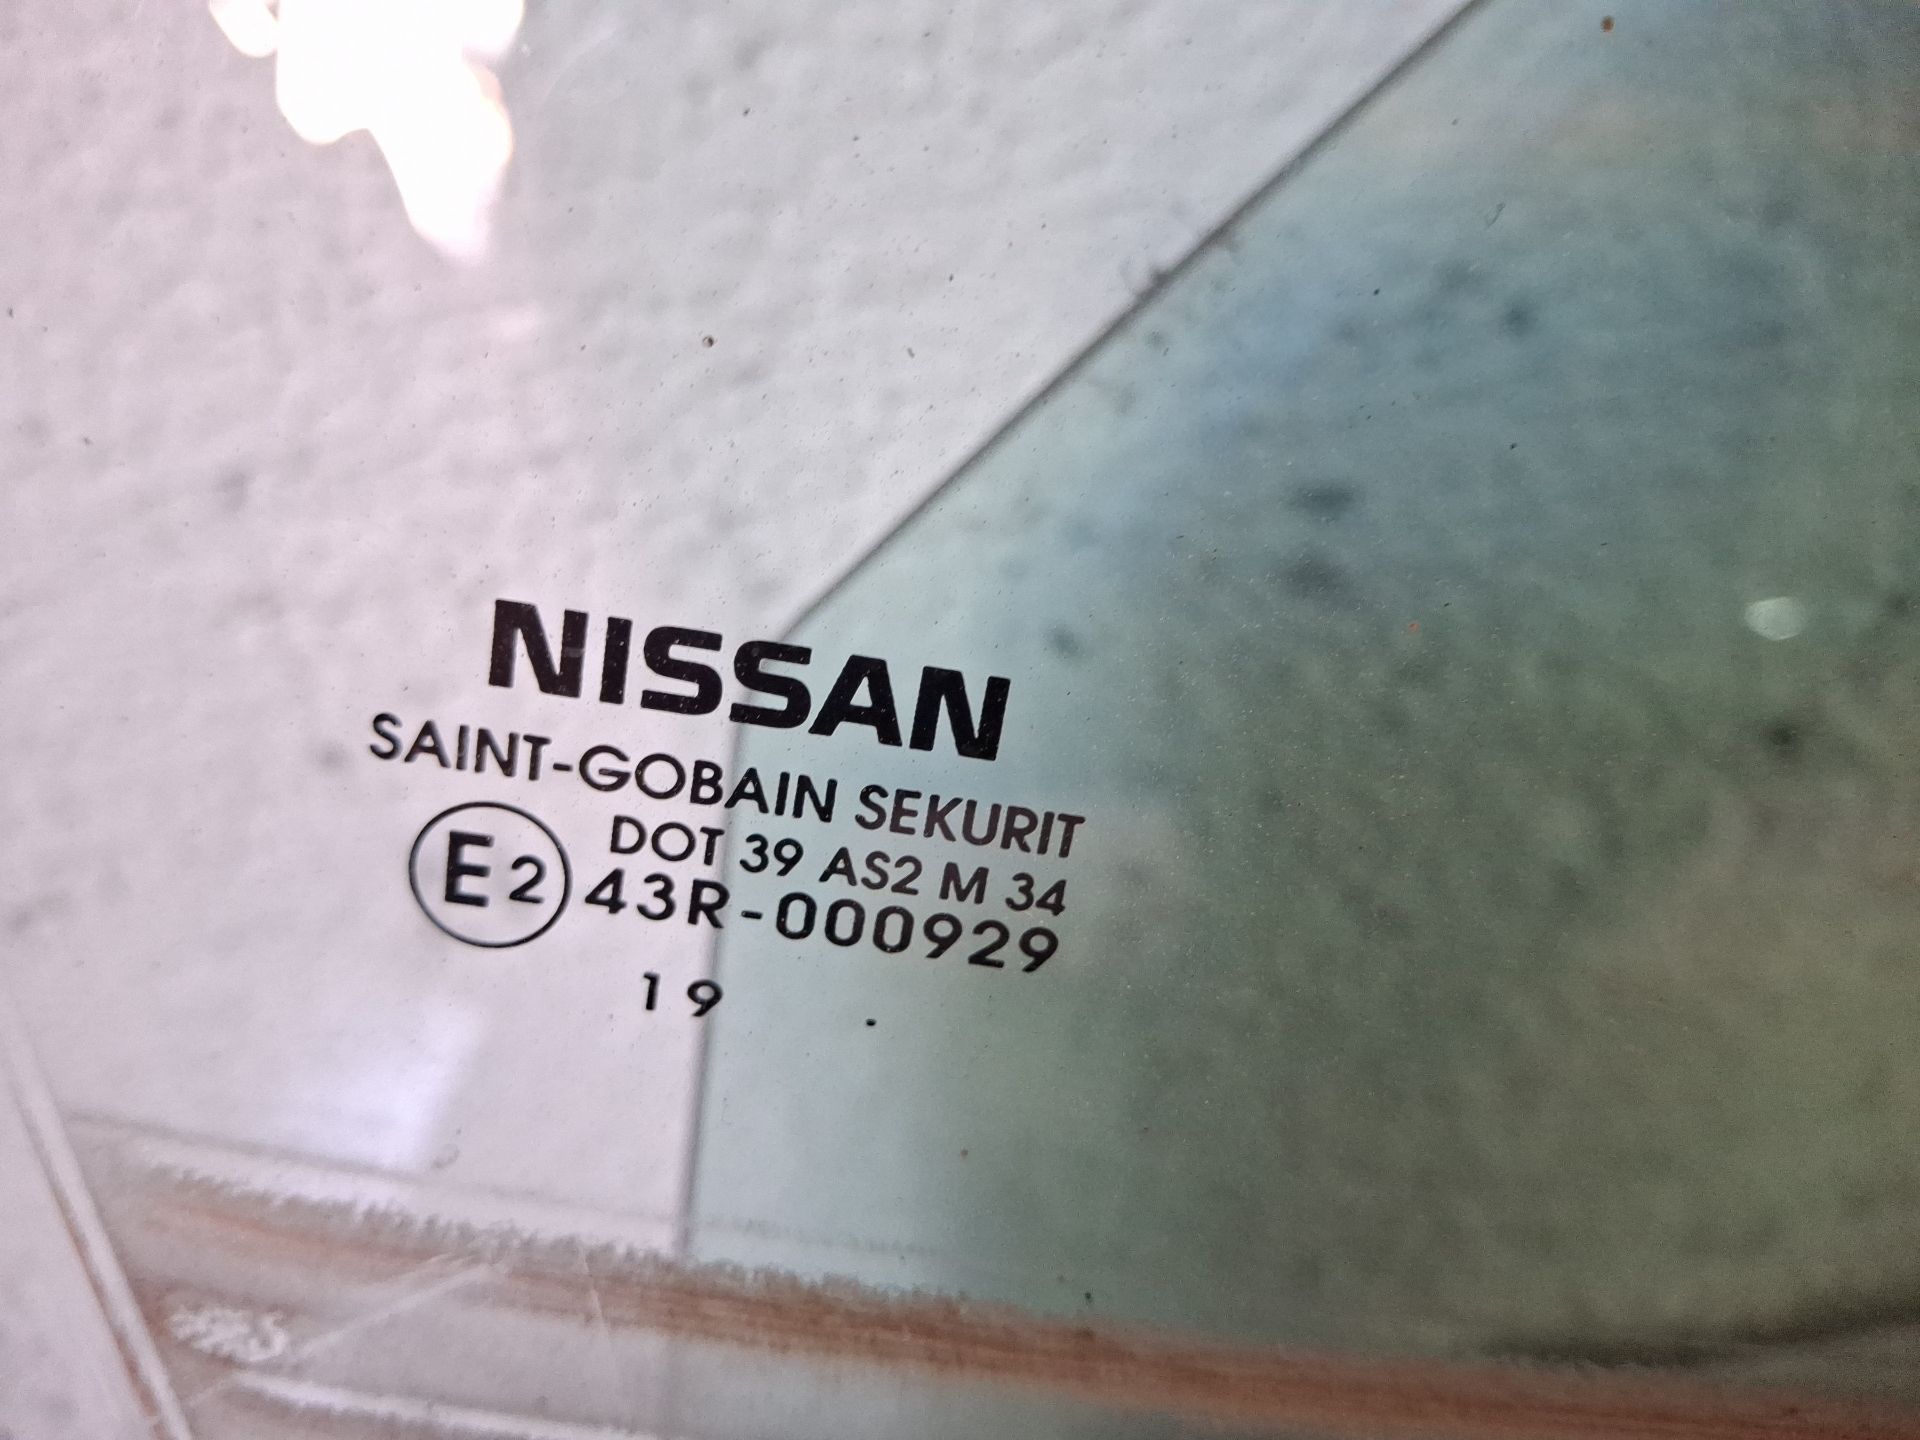 NISSAN
SAINT-GOBAIN SEKURIT
DOT 39 AS2 M 34
E2 43R-000929
19